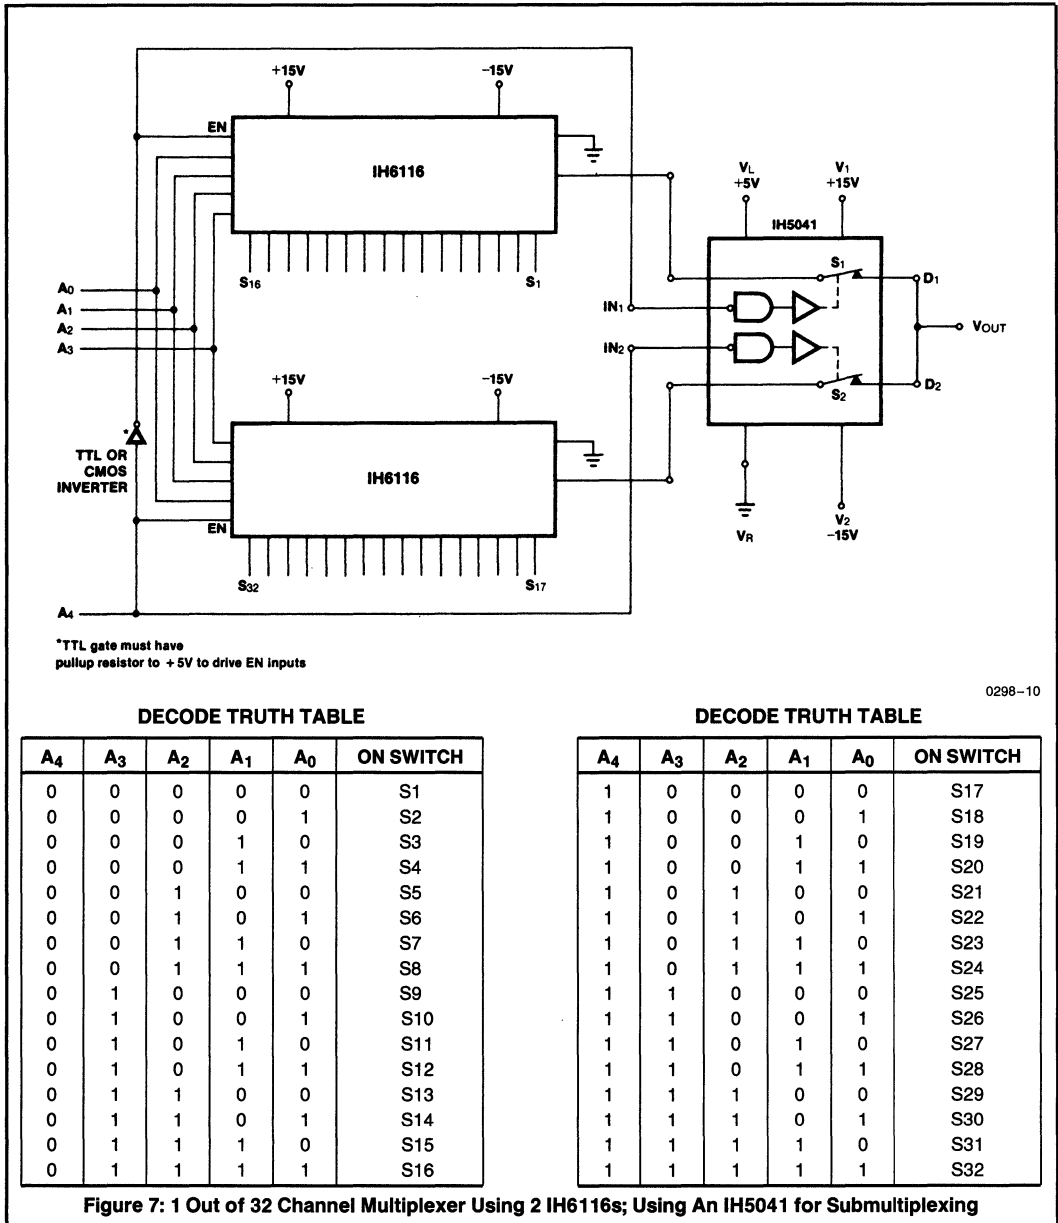 +15V
−15V
EN
IH6116
S16
S1
VL
+5V
V1
+15V
IH5041
S1
D1
A0
A1
A2
A3
IN1
IN2
VOUT
S2
D2
+15V
−15V
*
TTL OR
CMOS
INVERTER
IH6116
EN
VR
V2
−15V
S32
S17
A4
*TTL gate must have
pullup resistor to + 5V to drive EN inputs
0298–10
DECODE TRUTH TABLE
A4 A3 A2 A1 A0 ON SWITCH
0 0 0 0 0 S1
0 0 0 0 1 S2
0 0 0 1 0 S3
0 0 0 1 1 S4
0 0 1 0 0 S5
0 0 1 0 1 S6
0 0 1 1 0 S7
0 0 1 1 1 S8
0 1 0 0 0 S9
0 1 0 0 1 S10
0 1 0 1 0 S11
0 1 0 1 1 S12
0 1 1 0 0 S13
0 1 1 0 1 S14
0 1 1 1 0 S15
0 1 1 1 1 S16
DECODE TRUTH TABLE
A4 A3 A2 A1 A0 ON SWITCH
1 0 0 0 0 S17
1 0 0 0 1 S18
1 0 0 1 0 S19
1 0 0 1 1 S20
1 0 1 0 0 S21
1 0 1 0 1 S22
1 0 1 1 0 S23
1 0 1 1 1 S24
1 1 0 0 0 S25
1 1 0 0 1 S26
1 1 0 1 0 S27
1 1 0 1 1 S28
1 1 1 0 0 S29
1 1 1 0 1 S30
1 1 1 1 0 S31
1 1 1 1 1 S32
Figure 7: 1 Out of 32 Channel Multiplexer Using 2 IH6116s; Using An IH5041 for Submultiplexing